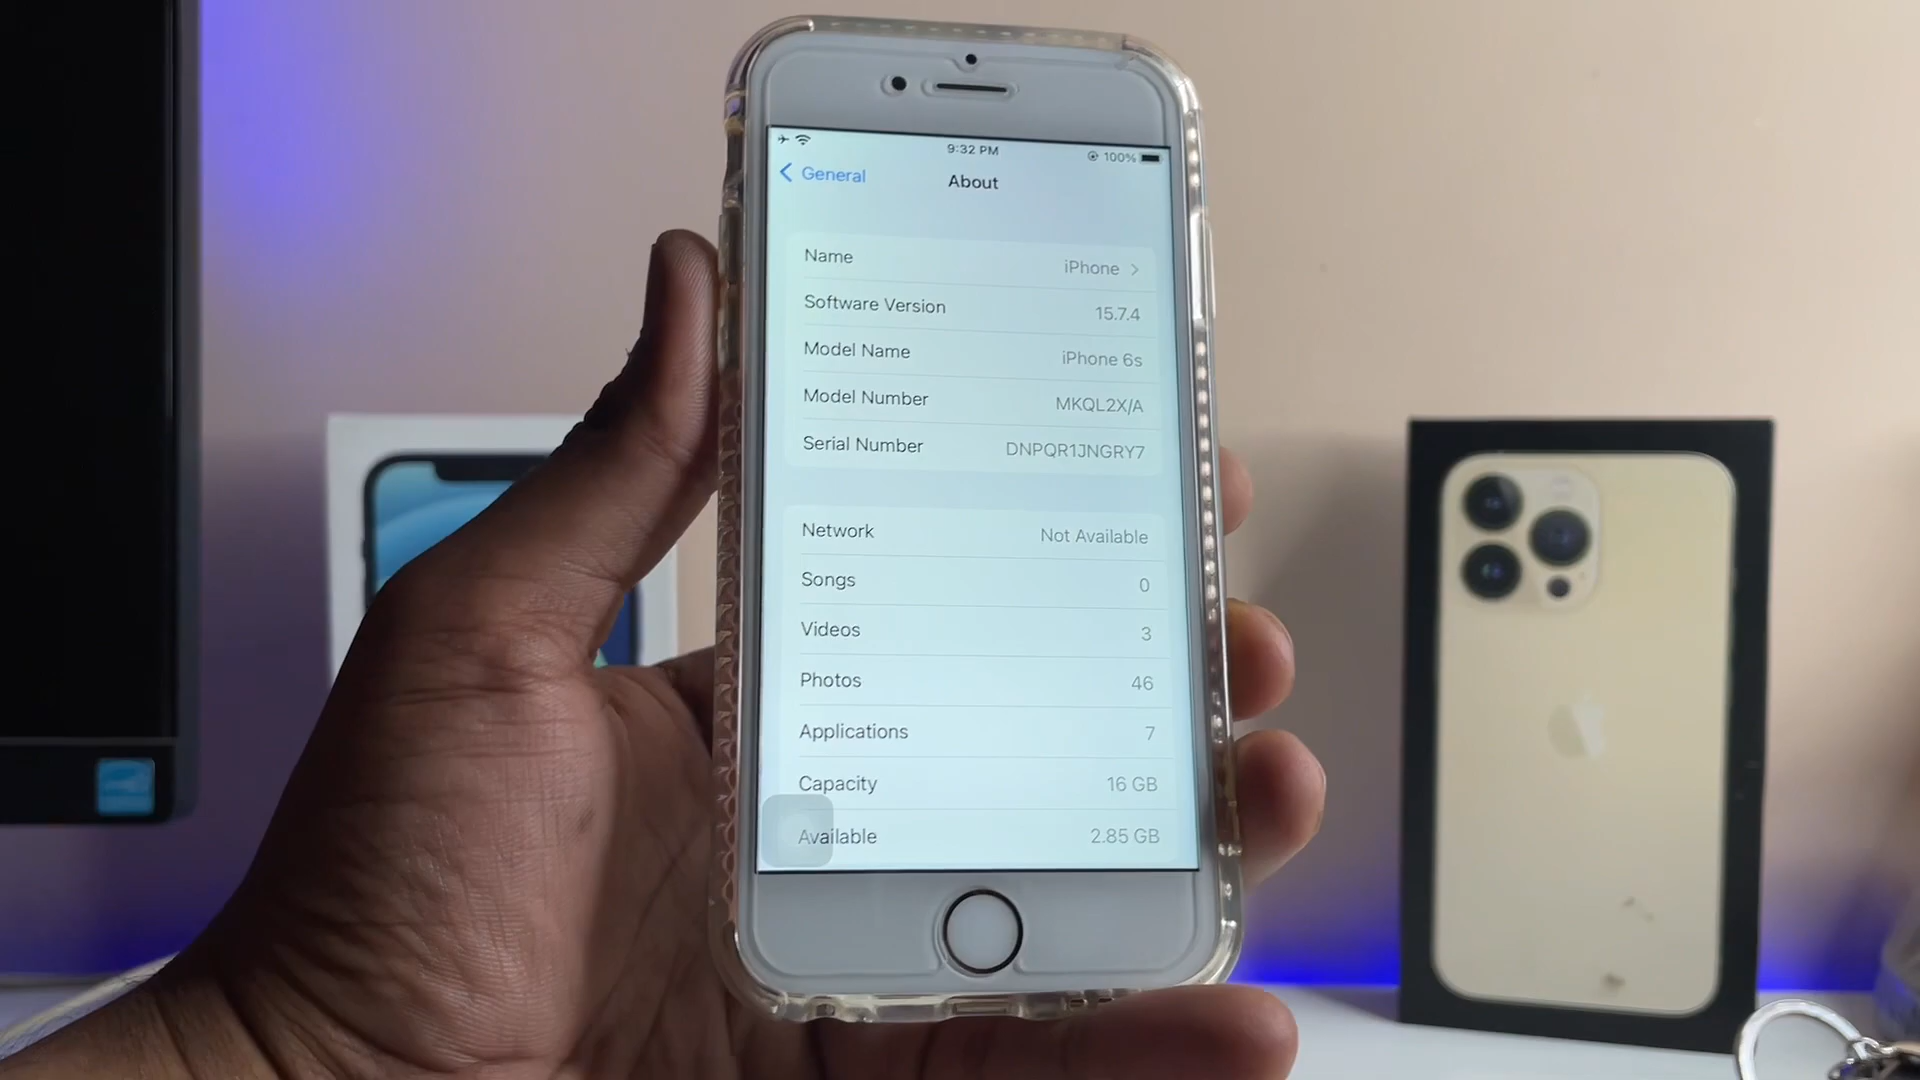 9:32 PM
100%
General
About
Name iPhone
Software Version 15.7.4
Model Name iPhone 6s
Model Number MKQL2X/A
Serial Number DNPQR1JNGRY7
Network Not Available
Songs 0
Videos 3
Photos 46
Applications 7
Capacity 16 GB
Available 2.85 GB